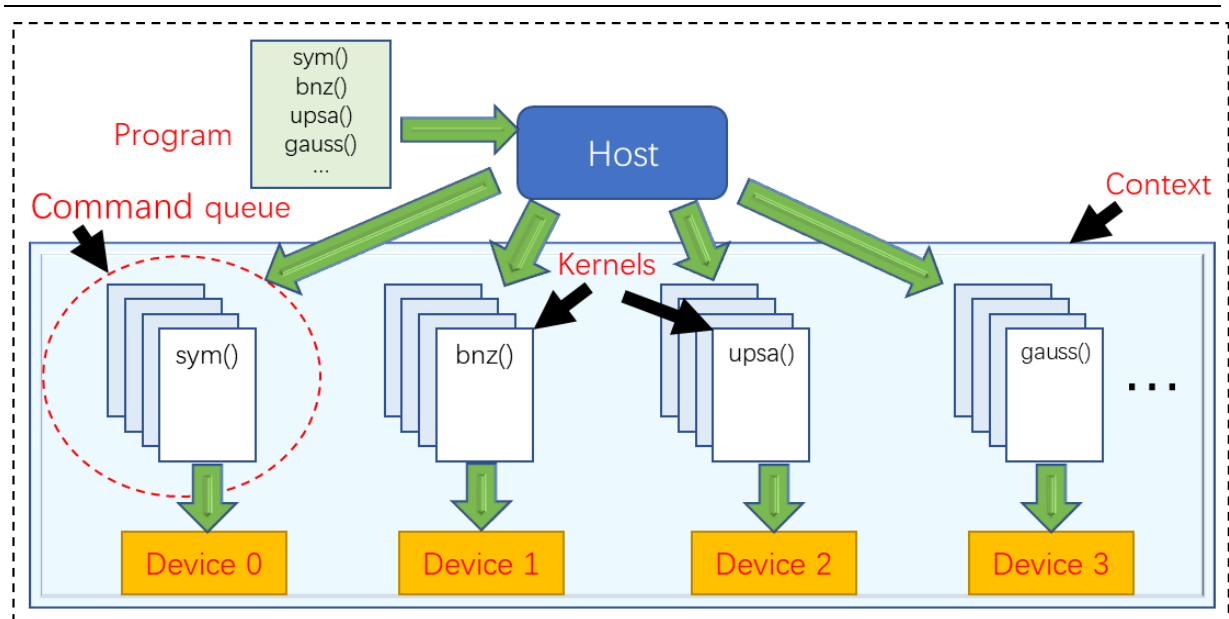 sym()
bnz()
upsa()
gauss()
...
Program
Host
Command queue
Context
Kernels
sym()
bnz()
upsa()
gauss()
...
Device 0
Device 1
Device 2
Device 3